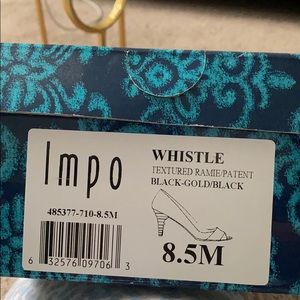 Impo
WHISTLE
TEXTURED RAMIE/PATENT
BLACK-GOLD/BLACK
485377-710-8.5M
6 32576 09706 3
8.5M